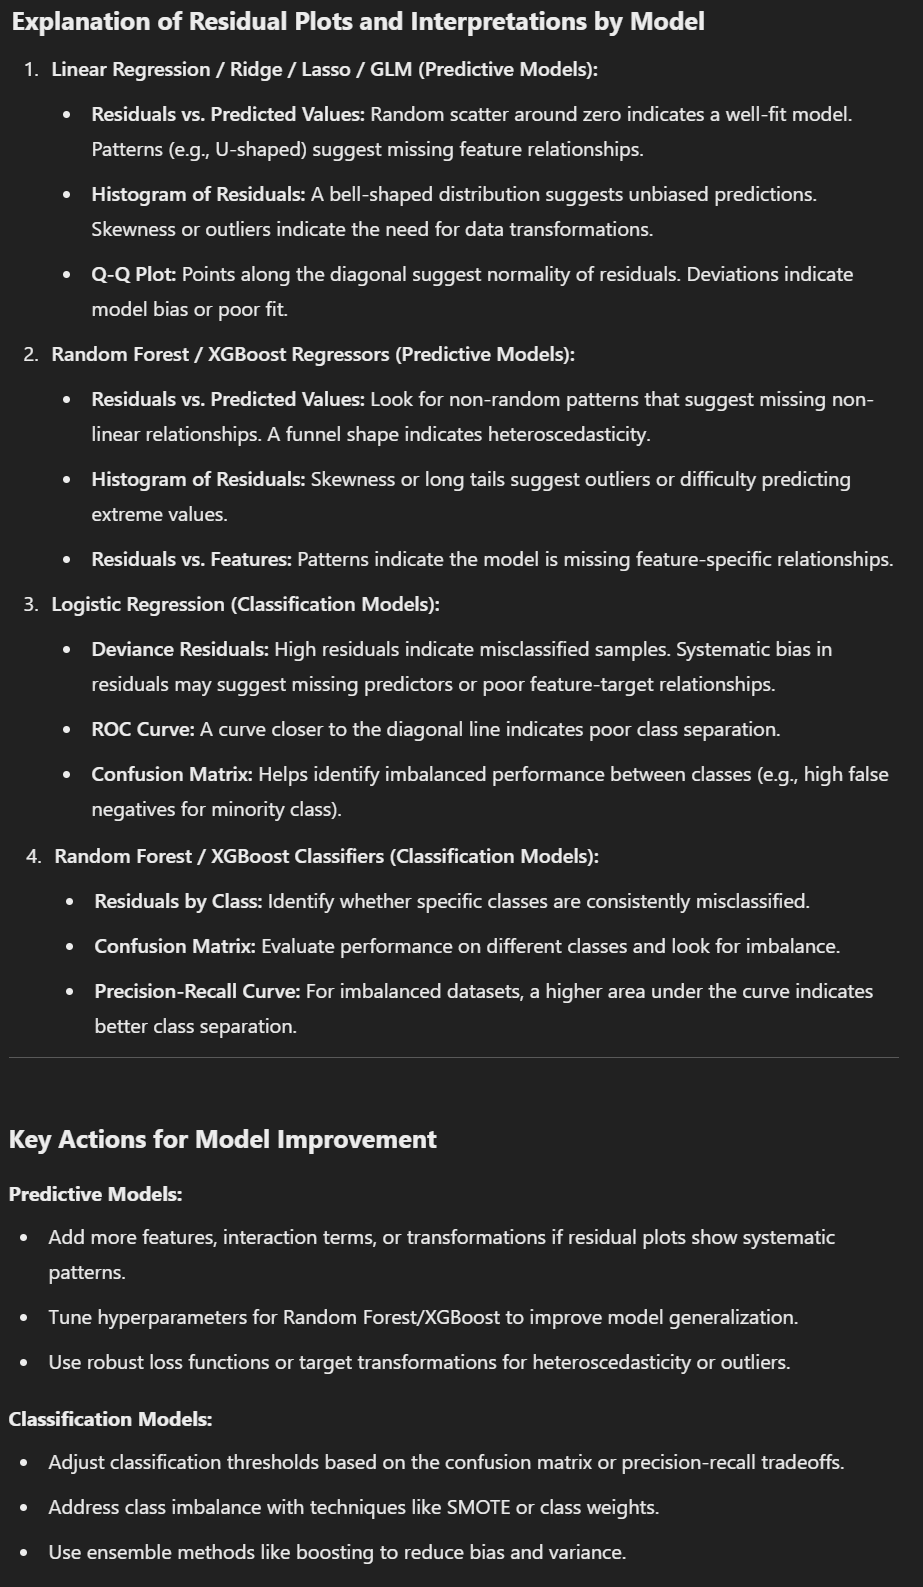 Explanation of Residual Plots and Interpretations by Model
1. Linear Regression / Ridge / Lasso / GLM (Predictive Models):
• Residuals vs. Predicted Values: Random scatter around zero indicates a well-fit model.
Patterns (e.g., U-shaped) suggest missing feature relationships.
• Histogram of Residuals: A bell-shaped distribution suggests unbiased predictions.
Skewness or outliers indicate the need for data transformations.
• Q-Q Plot: Points along the diagonal suggest normality of residuals. Deviations indicate
model bias or poor fit.
2. Random Forest / XGBoost Regressors (Predictive Models):
• Residuals vs. Predicted Values: Look for non-random patterns that suggest missing non-
linear relationships. A funnel shape indicates heteroscedasticity.
• Histogram of Residuals: Skewness or long tails suggest outliers or difficulty predicting
extreme values.
• Residuals vs. Features: Patterns indicate the model is missing feature-specific relationships.
3. Logistic Regression (Classification Models):
• Deviance Residuals: High residuals indicate misclassified samples. Systematic bias in
residuals may suggest missing predictors or poor feature-target relationships.
• ROC Curve: A curve closer to the diagonal line indicates poor class separation.
• Confusion Matrix: Helps identify imbalanced performance between classes (e.g., high false
negatives for minority class).
4. Random Forest / XGBoost Classifiers (Classification Models):
• Residuals by Class: Identify whether specific classes are consistently misclassified.
• Confusion Matrix: Evaluate performance on different classes and look for imbalance.
• Precision-Recall Curve: For imbalanced datasets, a higher area under the curve indicates
better class separation.
Key Actions for Model Improvement
Predictive Models:
• Add more features, interaction terms, or transformations if residual plots show systematic
patterns.
• Tune hyperparameters for Random Forest/XGBoost to improve model generalization.
• Use robust loss functions or target transformations for heteroscedasticity or outliers.
Classification Models:
• Adjust classification thresholds based on the confusion matrix or precision-recall tradeoffs.
• Address class imbalance with techniques like SMOTE or class weights.
• Use ensemble methods like boosting to reduce bias and variance.